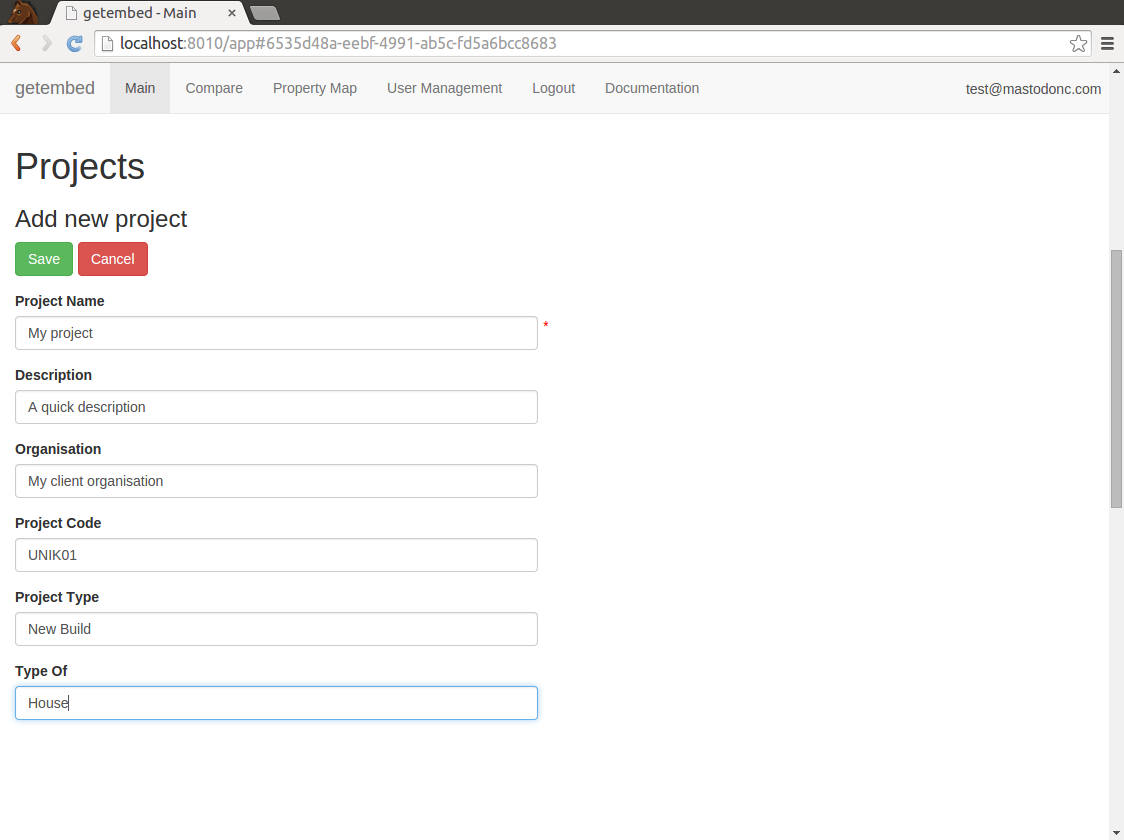 getembed - Main
localhost:8010/app#6535d48a-eebf-4991-ab5c-fd5a6bcc8683
getembed Main Compare Property Map User Management Logout Documentation test@mastodonc.com
Projects
Add new project
Save Cancel
Project Name
My project *
Description
A quick description
Organisation
My client organisation
Project Code
UNIK01
Project Type
New Build
Type Of
House